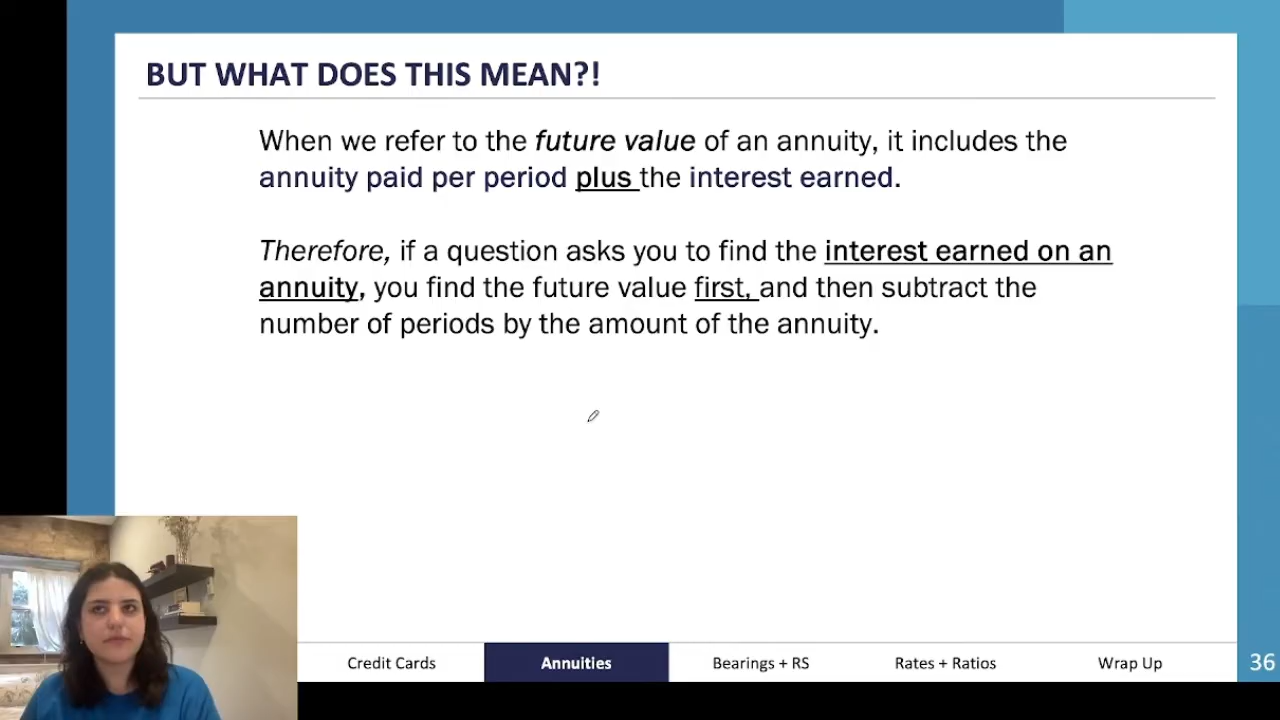 BUT WHAT DOES THIS MEAN?!
When we refer to the future value of an annuity, it includes the
annuity paid per period plus the interest earned.
Therefore, if a question asks you to find the interest earned on an
annuity, you find the future value first, and then subtract the
number of periods by the amount of the annuity.
Credit Cards
Annuities
Bearings + RS
Rates + Ratios
Wrap Up
36